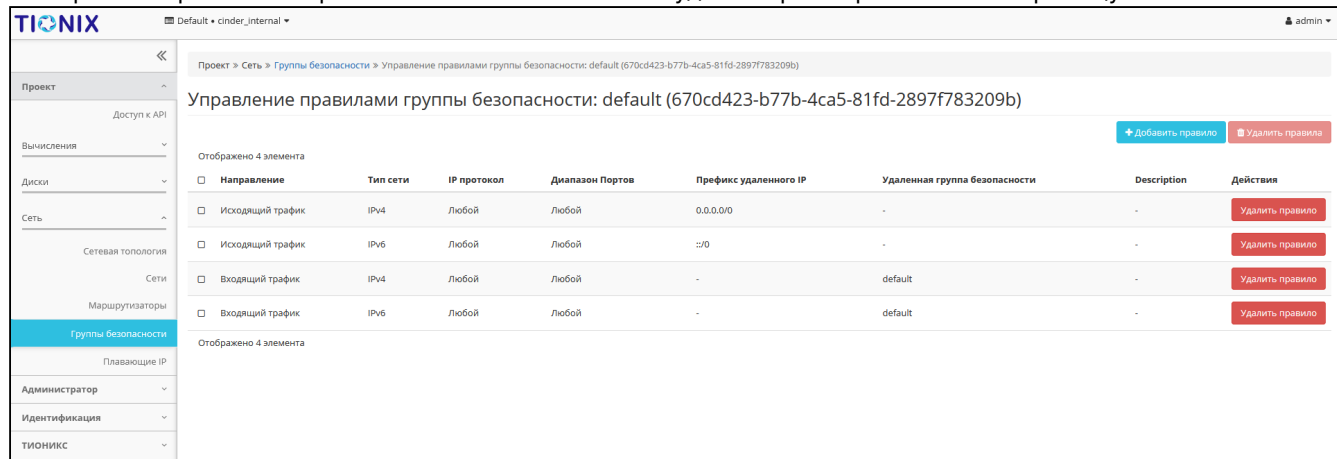 TIONIX
Default • cinder_internal
admin
Проект » Сеть » Группы безопасности » Управление правилами группы безопасности: default (670cd423-b77b-4ca5-81fd-2897f783209b)
Проект
Доступ к API
Вычисления
Диски
Сеть
Сетевая топология
Сети
Маршрутизаторы
Группы безопасности
Плавающие IP
Администратор
Идентификация
ТИОНИКС
Управление правилами группы безопасности: default (670cd423-b77b-4ca5-81fd-2897f783209b)
+ Добавить правило Удалить правила
Отображено 4 элемента
Направление Тип сети IP протокол Диапазон Портов Префикс удаленного IP Удаленная группа безопасности Description Действия
Исходящий трафик IPv4 Любой Любой 0.0.0.0/0 - - Удалить правило
Исходящий трафик IPv6 Любой Любой ::/0 - - Удалить правило
Входящий трафик IPv4 Любой Любой - default - Удалить правило
Входящий трафик IPv6 Любой Любой - default - Удалить правило
Отображено 4 элемента